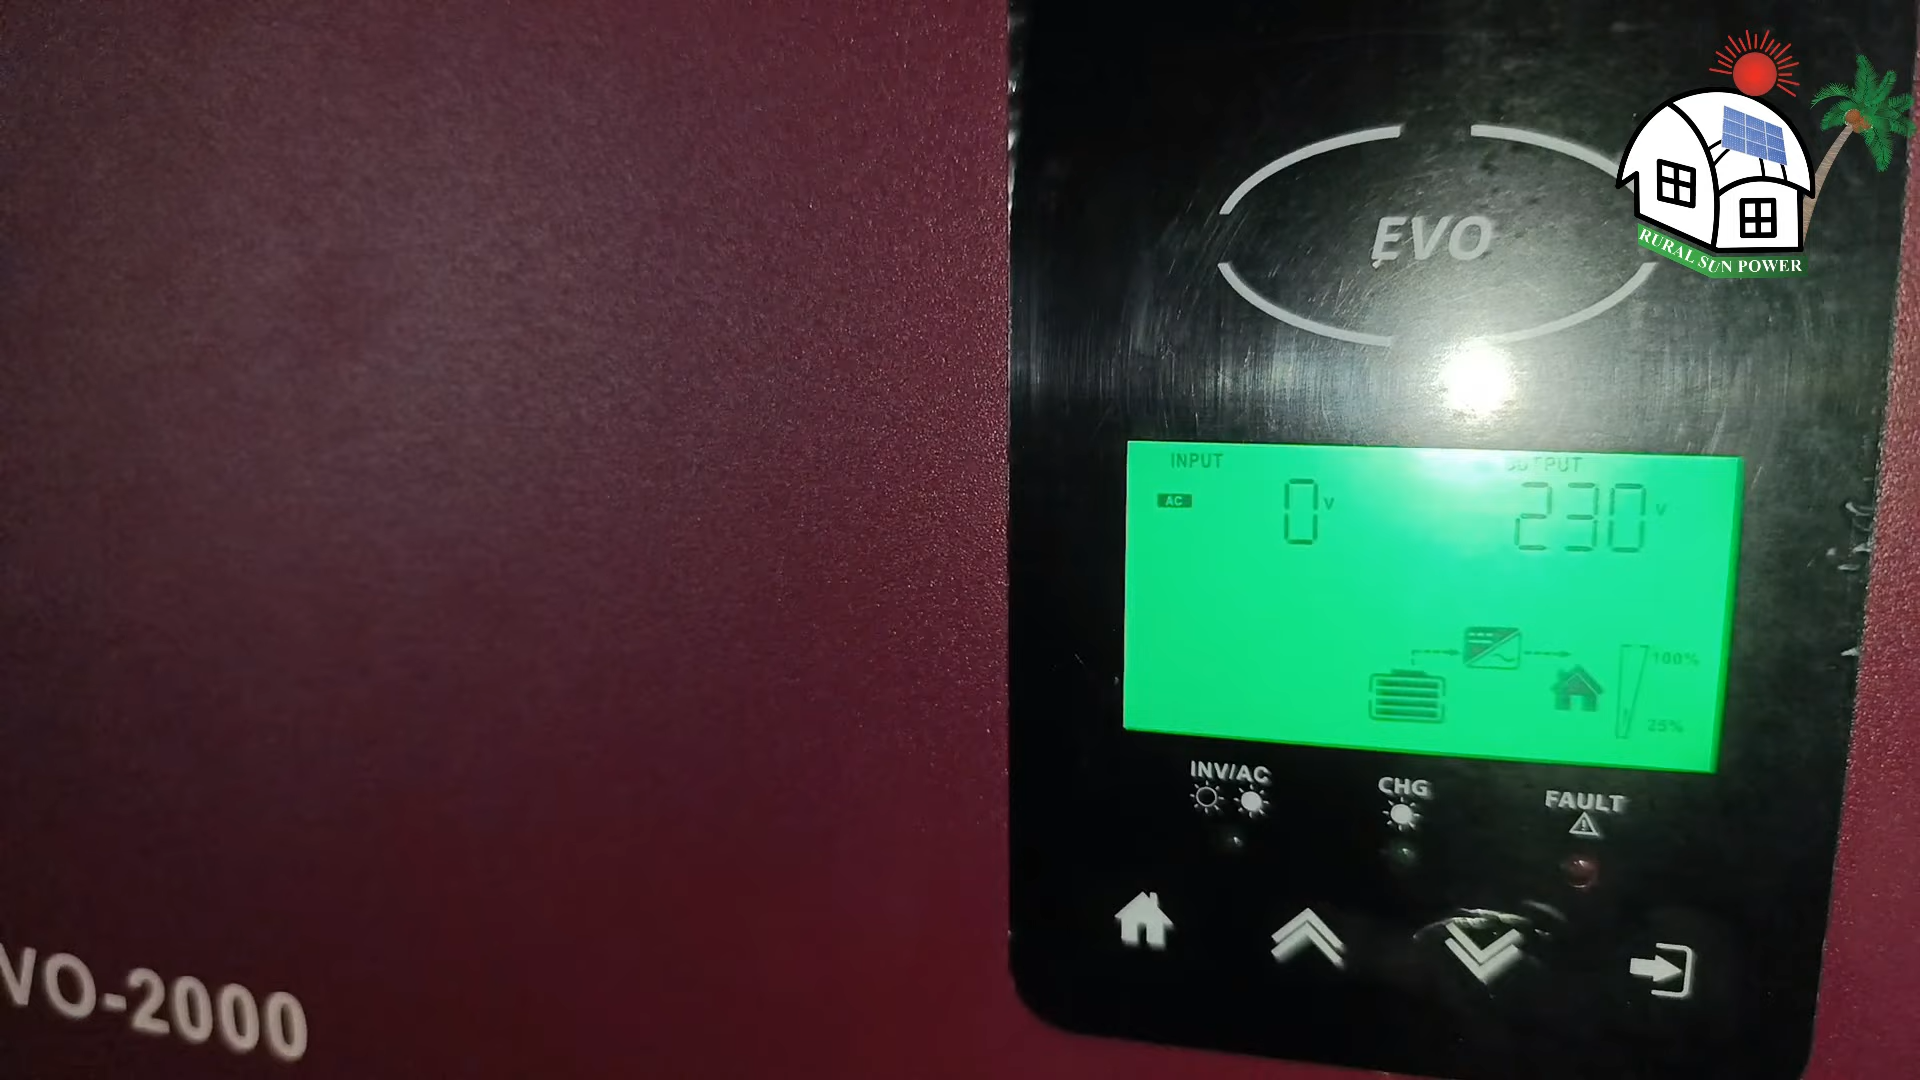 EVO
RURAL SUN POWER
INPUT
OUTPUT
AC
0 V
230 V
100%
25%
INV/AC
CHG
FAULT
VO-2000